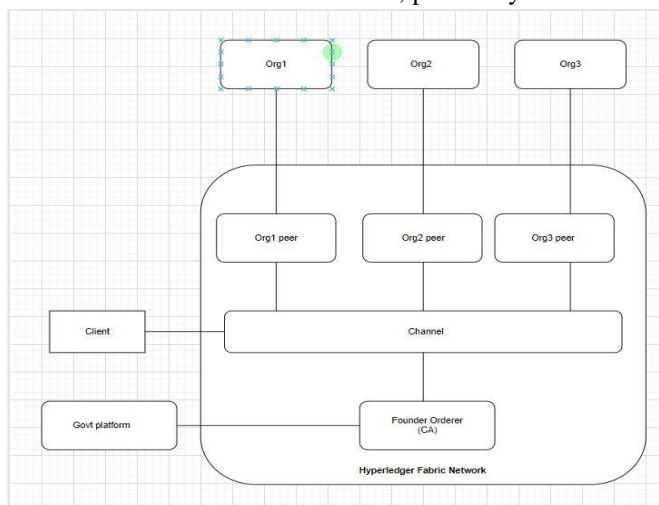 Org1
Org2
Org3
Org1 peer
Org2 peer
Org3 peer
Client
Channel
Govt platform
Founder Orderer
(CA)
Hyperledger Fabric Network